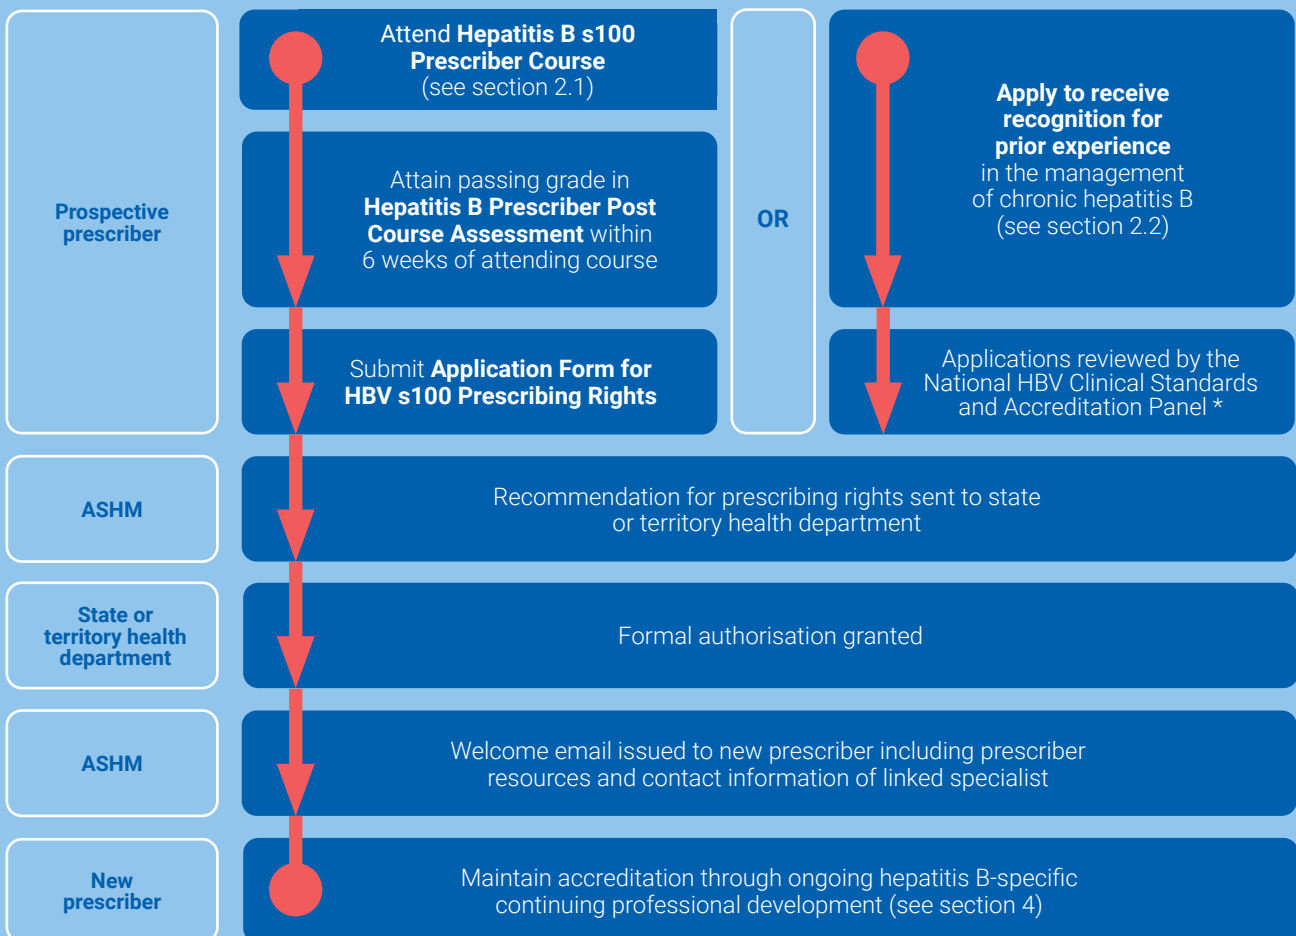 Prospective
prescriber
Attend Hepatitis B s100
Prescriber Course
(see section 2.1)
Attain passing grade in
Hepatitis B Prescriber Post
Course Assessment within
6 weeks of attending course
Submit Application Form for
HBV s100 Prescribing Rights
OR
Apply to receive
recognition for
prior experience
in the management
of chronic hepatitis B
(see section 2.2)
Applications reviewed by the
National HBV Clinical Standards
and Accreditation Panel *
ASHM
Recommendation for prescribing rights sent to state
or territory health department
State or
territory health
department
Formal authorisation granted
ASHM
Welcome email issued to new prescriber including prescriber
resources and contact information of linked specialist
New
prescriber
Maintain accreditation through ongoing hepatitis B-specific
continuing professional development (see section 4)